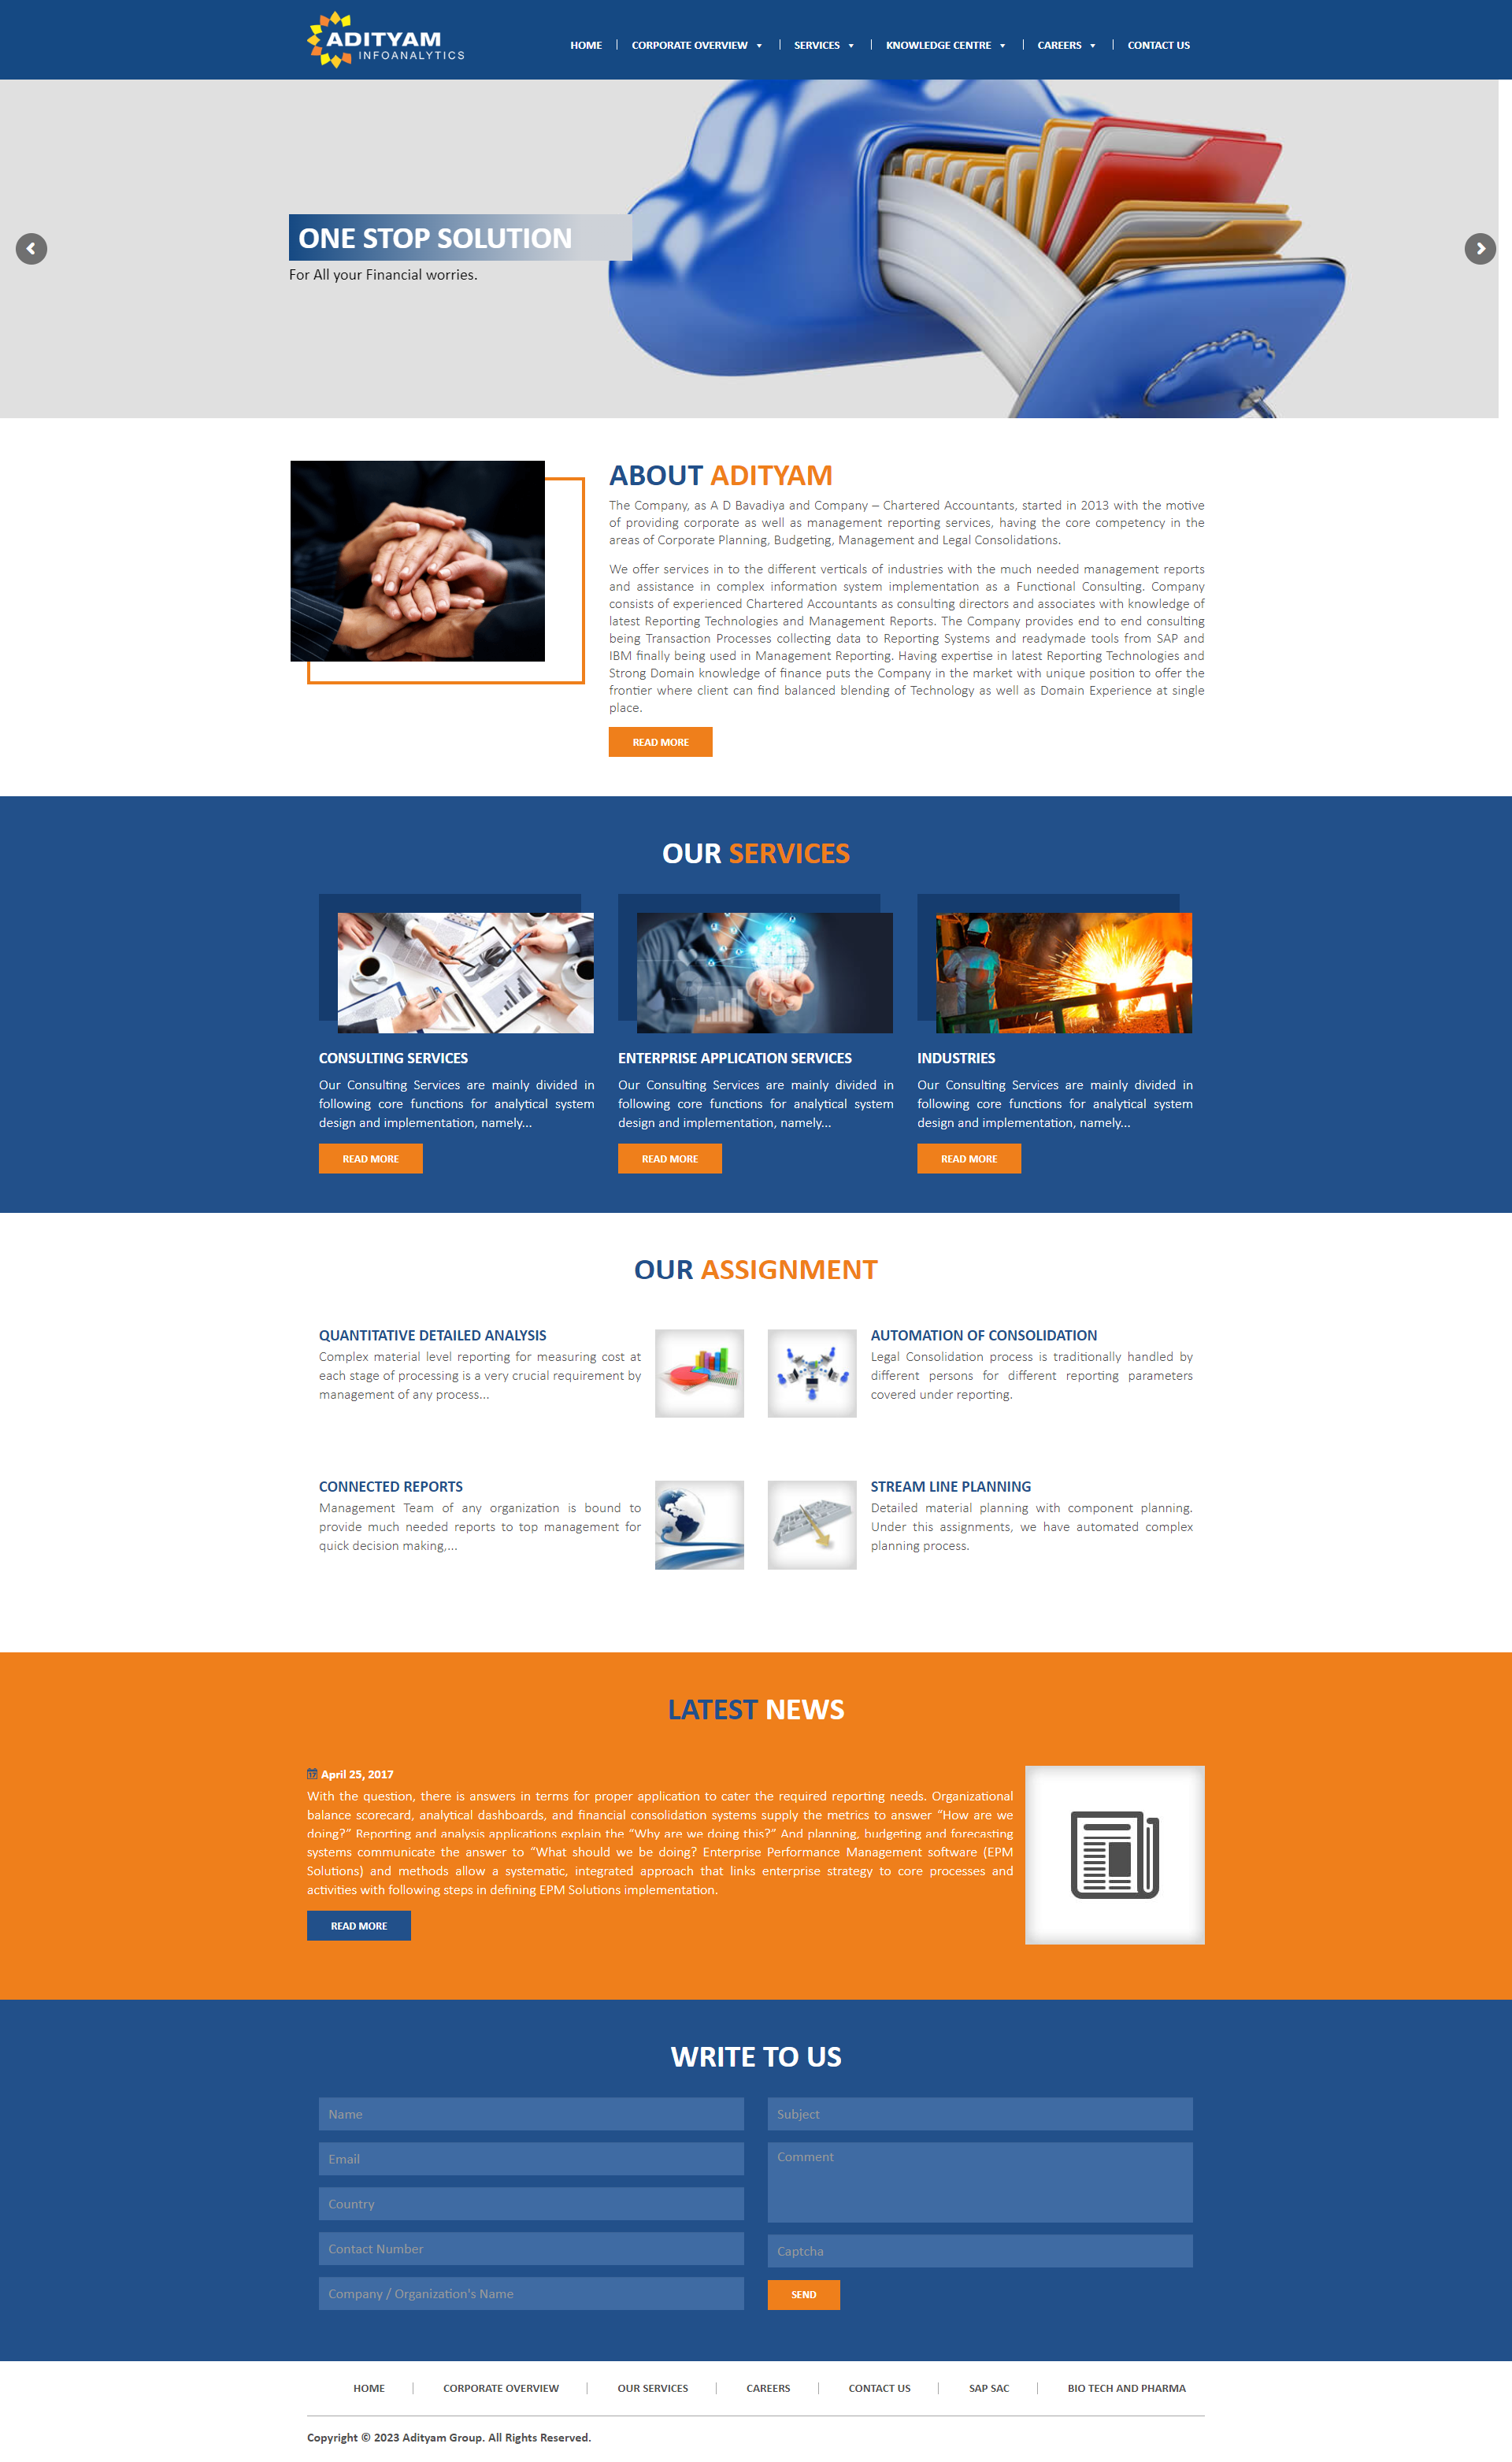 ADITYAM
INFOANALYTICS
HOME
CORPORATE OVERVIEW
SERVICES
KNOWLEDGE CENTRE
CAREERS
CONTACT US
ONE STOP SOLUTION
For All your Financial worries.
ABOUT ADITYAM
The Company, as A D Bavadiya and Company – Chartered Accountants, started in 2013 with the motive
of providing corporate as well as management reporting services, having the core competency in the
areas of Corporate Planning, Budgeting, Management and Legal Consolidations.
We offer services in to the different verticals of industries with the much needed management reports
and assistance in complex information system implementation as a Functional Consulting. Company
consists of experienced Chartered Accountants as consulting directors and associates with knowledge of
latest Reporting Technologies and Management Reports. The Company provides end to end consulting
being Transaction Processes collecting data to Reporting Systems and readymade tools from SAP and
IBM finally being used in Management Reporting. Having expertise in latest Reporting Technologies and
Strong Domain knowledge of finance puts the Company in the market with unique position to offer the
frontier where client can find balanced blending of Technology as well as Domain Experience at single
place.
READ MORE
OUR SERVICES
CONSULTING SERVICES
Our Consulting Services are mainly divided in
following core functions for analytical system
design and implementation, namely...
READ MORE
ENTERPRISE APPLICATION SERVICES
Our Consulting Services are mainly divided in
following core functions for analytical system
design and implementation, namely...
READ MORE
INDUSTRIES
Our Consulting Services are mainly divided in
following core functions for analytical system
design and implementation, namely...
READ MORE
OUR ASSIGNMENT
QUANTITATIVE DETAILED ANALYSIS
Complex material level reporting for measuring cost at
each stage of processing is a very crucial requirement by
management of any process...
AUTOMATION OF CONSOLIDATION
Legal Consolidation process is traditionally handled by
different persons for different reporting parameters
covered under reporting.
CONNECTED REPORTS
Management Team of any organization is bound to
provide much needed reports to top management for
quick decision making,...
STREAM LINE PLANNING
Detailed material planning with component planning.
Under this assignments, we have automated complex
planning process.
LATEST NEWS
17 April 25, 2017
With the question, there is answers in terms for proper application to cater the required reporting needs. Organizational
balance scorecard, analytical dashboards, and financial consolidation systems supply the metrics to answer “How are we
doing?” Reporting and analysis applications explain the “Why are we doing this?” And planning, budgeting and forecasting
systems communicate the answer to “What should we be doing? Enterprise Performance Management software (EPM
Solutions) and methods allow a systematic, integrated approach that links enterprise strategy to core processes and
activities with following steps in defining EPM Solutions implementation.
READ MORE
WRITE TO US
Name
Email
Country
Contact Number
Company / Organization's Name
Subject
Comment
Captcha
SEND
HOME
CORPORATE OVERVIEW
OUR SERVICES
CAREERS
CONTACT US
SAP SAC
BIO TECH AND PHARMA
Copyright © 2023 Adityam Group. All Rights Reserved.